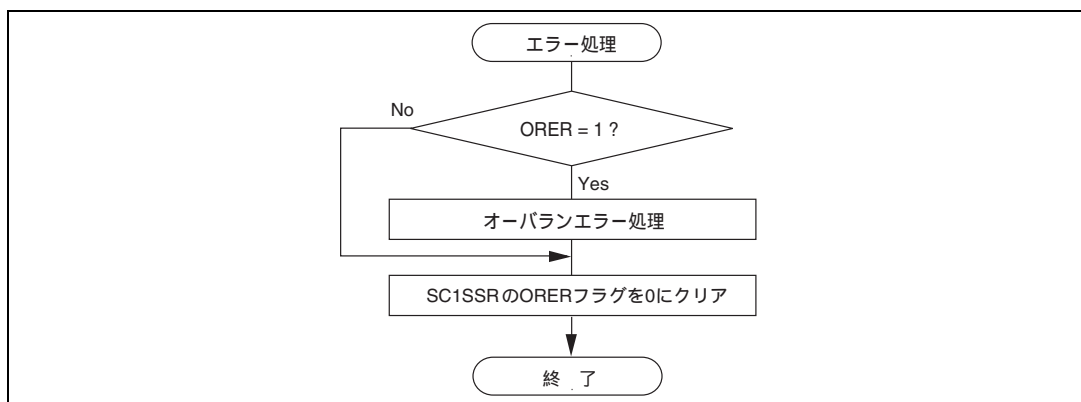 エラー処理
No
ORER = 1 ?
Yes
オーバランエラー処理
SC1SSRのORERフラグを0にクリア
終 了